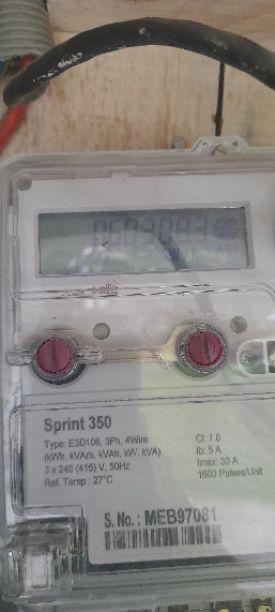 Sprint 350
Type: E3D106, 3Ph, 4Wire
(kWh, kVArh, kVAh, kW, kVA)
3 x 240 (415) V, 50Hz
Ref. Temp : 27°C
Cl: 1.0
Ib: 5 A
Imax: 30 A
1600 Pulses/Unit
S. No. : MEB97081